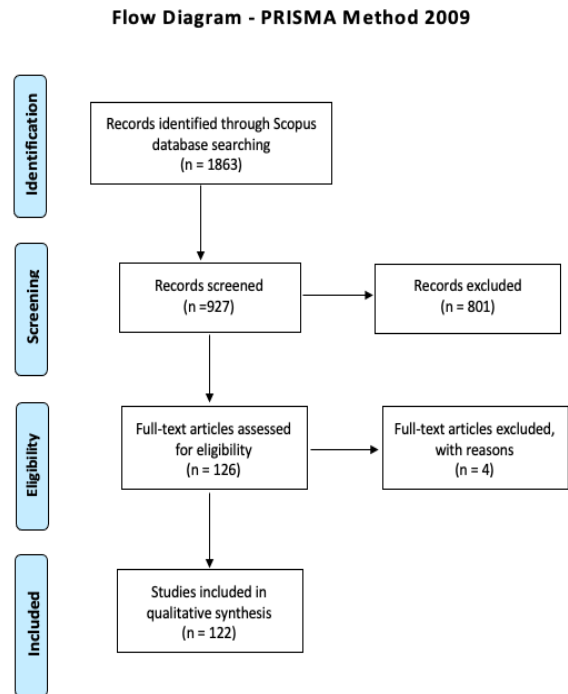 Flow Diagram - PRISMA Method 2009
Identification
Records identified through Scopus
database searching
(n = 1863)
Screening
Records screened
(n =927)
Records excluded
(n = 801)
Eligibility
Full-text articles assessed
for eligibility
(n = 126)
Full-text articles excluded,
with reasons
(n = 4)
Included
Studies included in
qualitative synthesis
(n = 122)